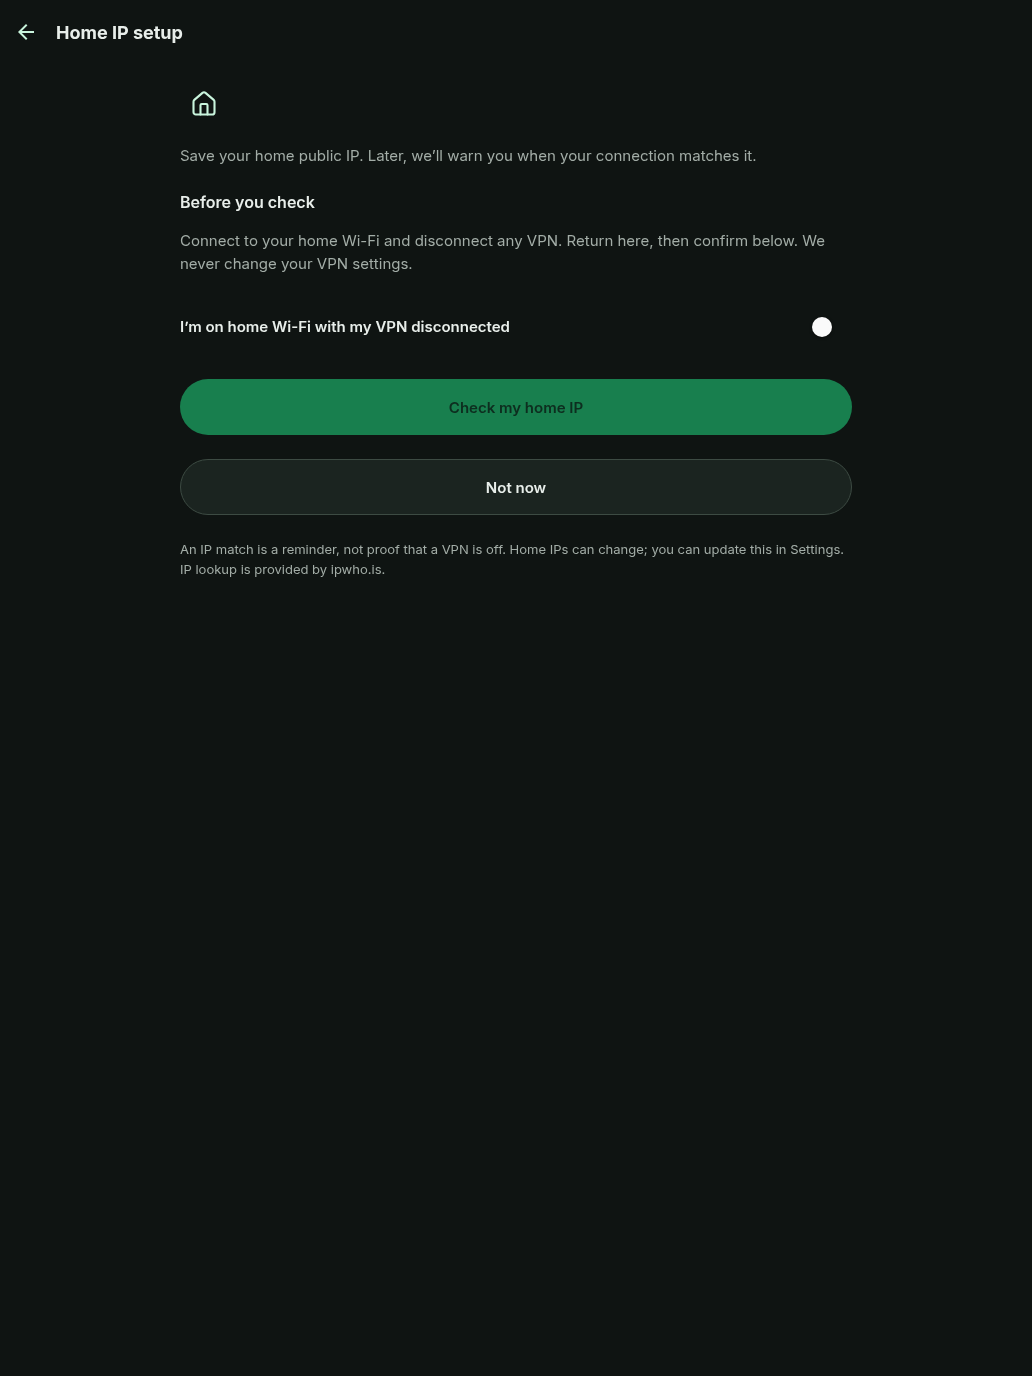 Home IP setup
Save your home public IP. Later, we’ll warn you when your connection matches it.
Before you check
Connect to your home Wi-Fi and disconnect any VPN. Return here, then confirm below. We
never change your VPN settings.
I’m on home Wi-Fi with my VPN disconnected
Check my home IP
Not now
An IP match is a reminder, not proof that a VPN is off. Home IPs can change; you can update this in Settings.
IP lookup is provided by ipwho.is.